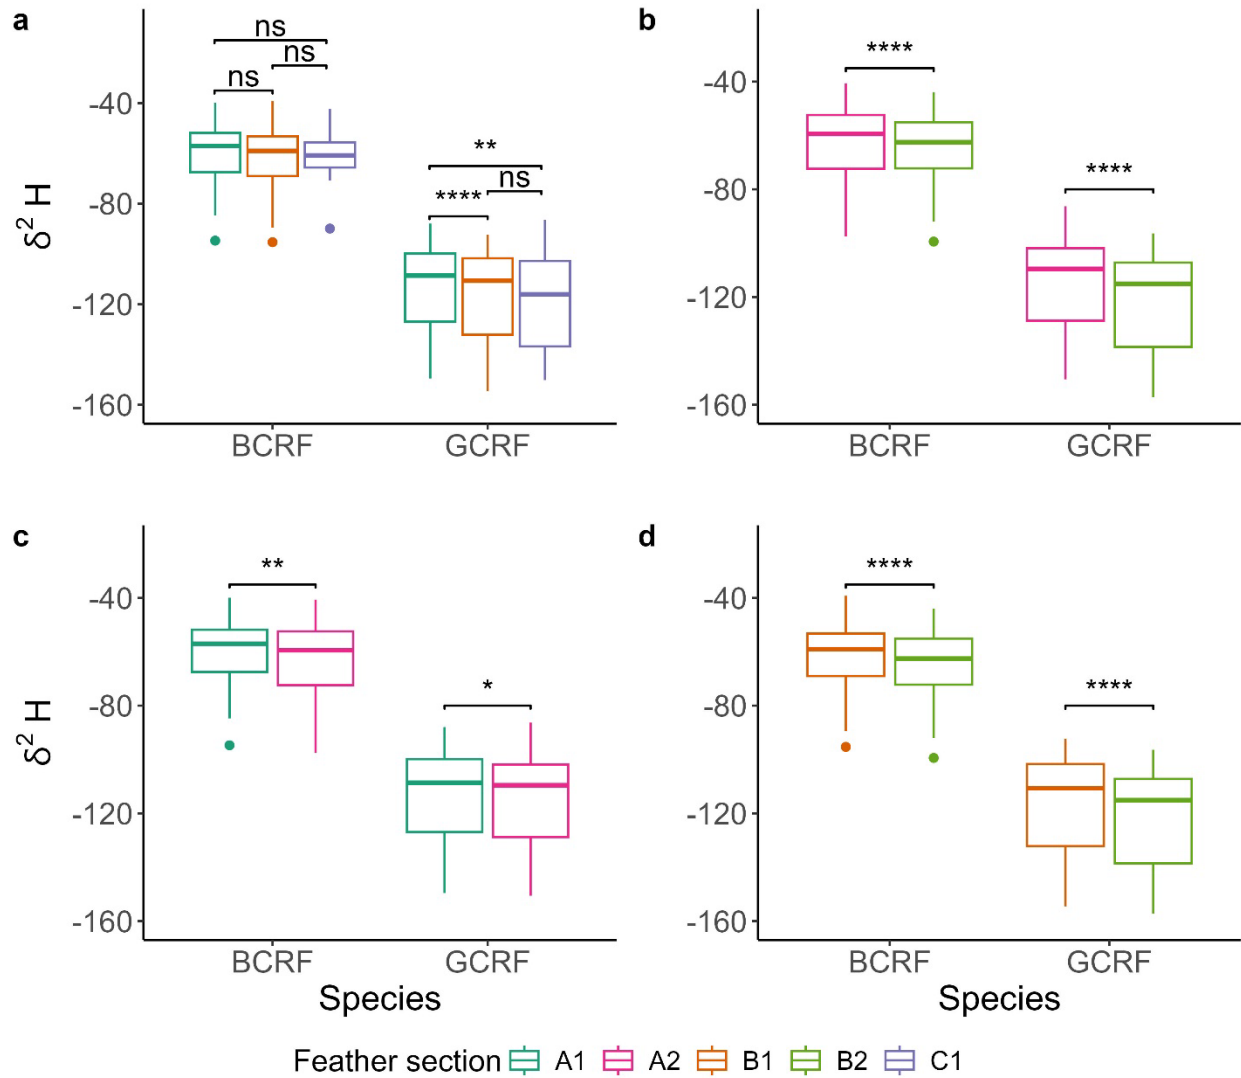 a
ns
ns
ns
**
ns
****
-40
-80
-120
-160
δ² H
BCRF
GCRF
b
****
****
-40
-80
-120
-160
BCRF
GCRF
c
**
*
-40
-80
-120
-160
δ² H
BCRF
GCRF
Species
d
****
****
-40
-80
-120
-160
BCRF
GCRF
Species
Feather section A1 A2 B1 B2 C1